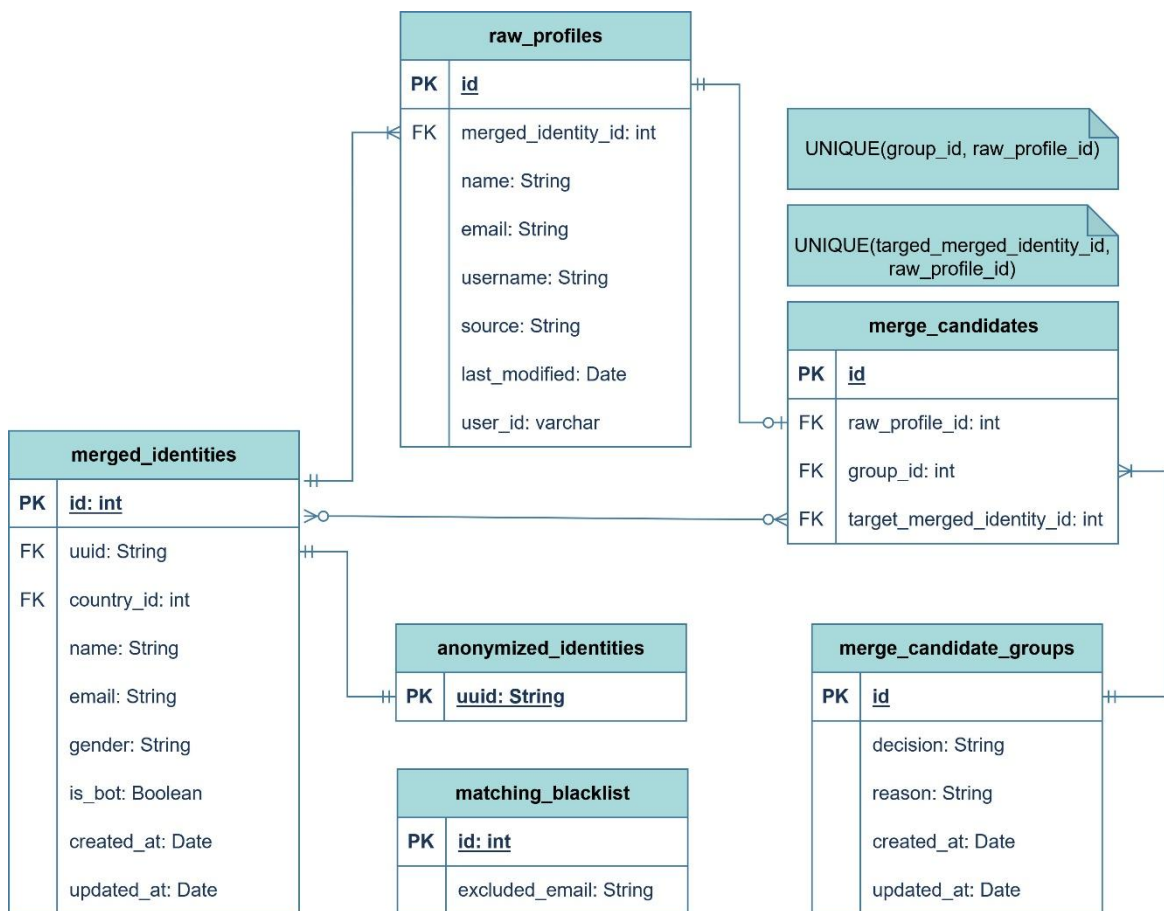 raw_profiles
PK id
FK merged_identity_id: int
name: String
email: String
username: String
source: String
last_modified: Date
user_id: varchar
UNIQUE(group_id, raw_profile_id)
UNIQUE(targed_merged_identity_id,
raw_profile_id)
merge_candidates
PK id
FK raw_profile_id: int
FK group_id: int
FK target_merged_identity_id: int
merged_identities
PK id: int
FK uuid: String
FK country_id: int
name: String
email: String
gender: String
is_bot: Boolean
created_at: Date
updated_at: Date
anonymized_identities
PK uuid: String
matching_blacklist
PK id: int
excluded_email: String
merge_candidate_groups
PK id
decision: String
reason: String
created_at: Date
updated_at: Date